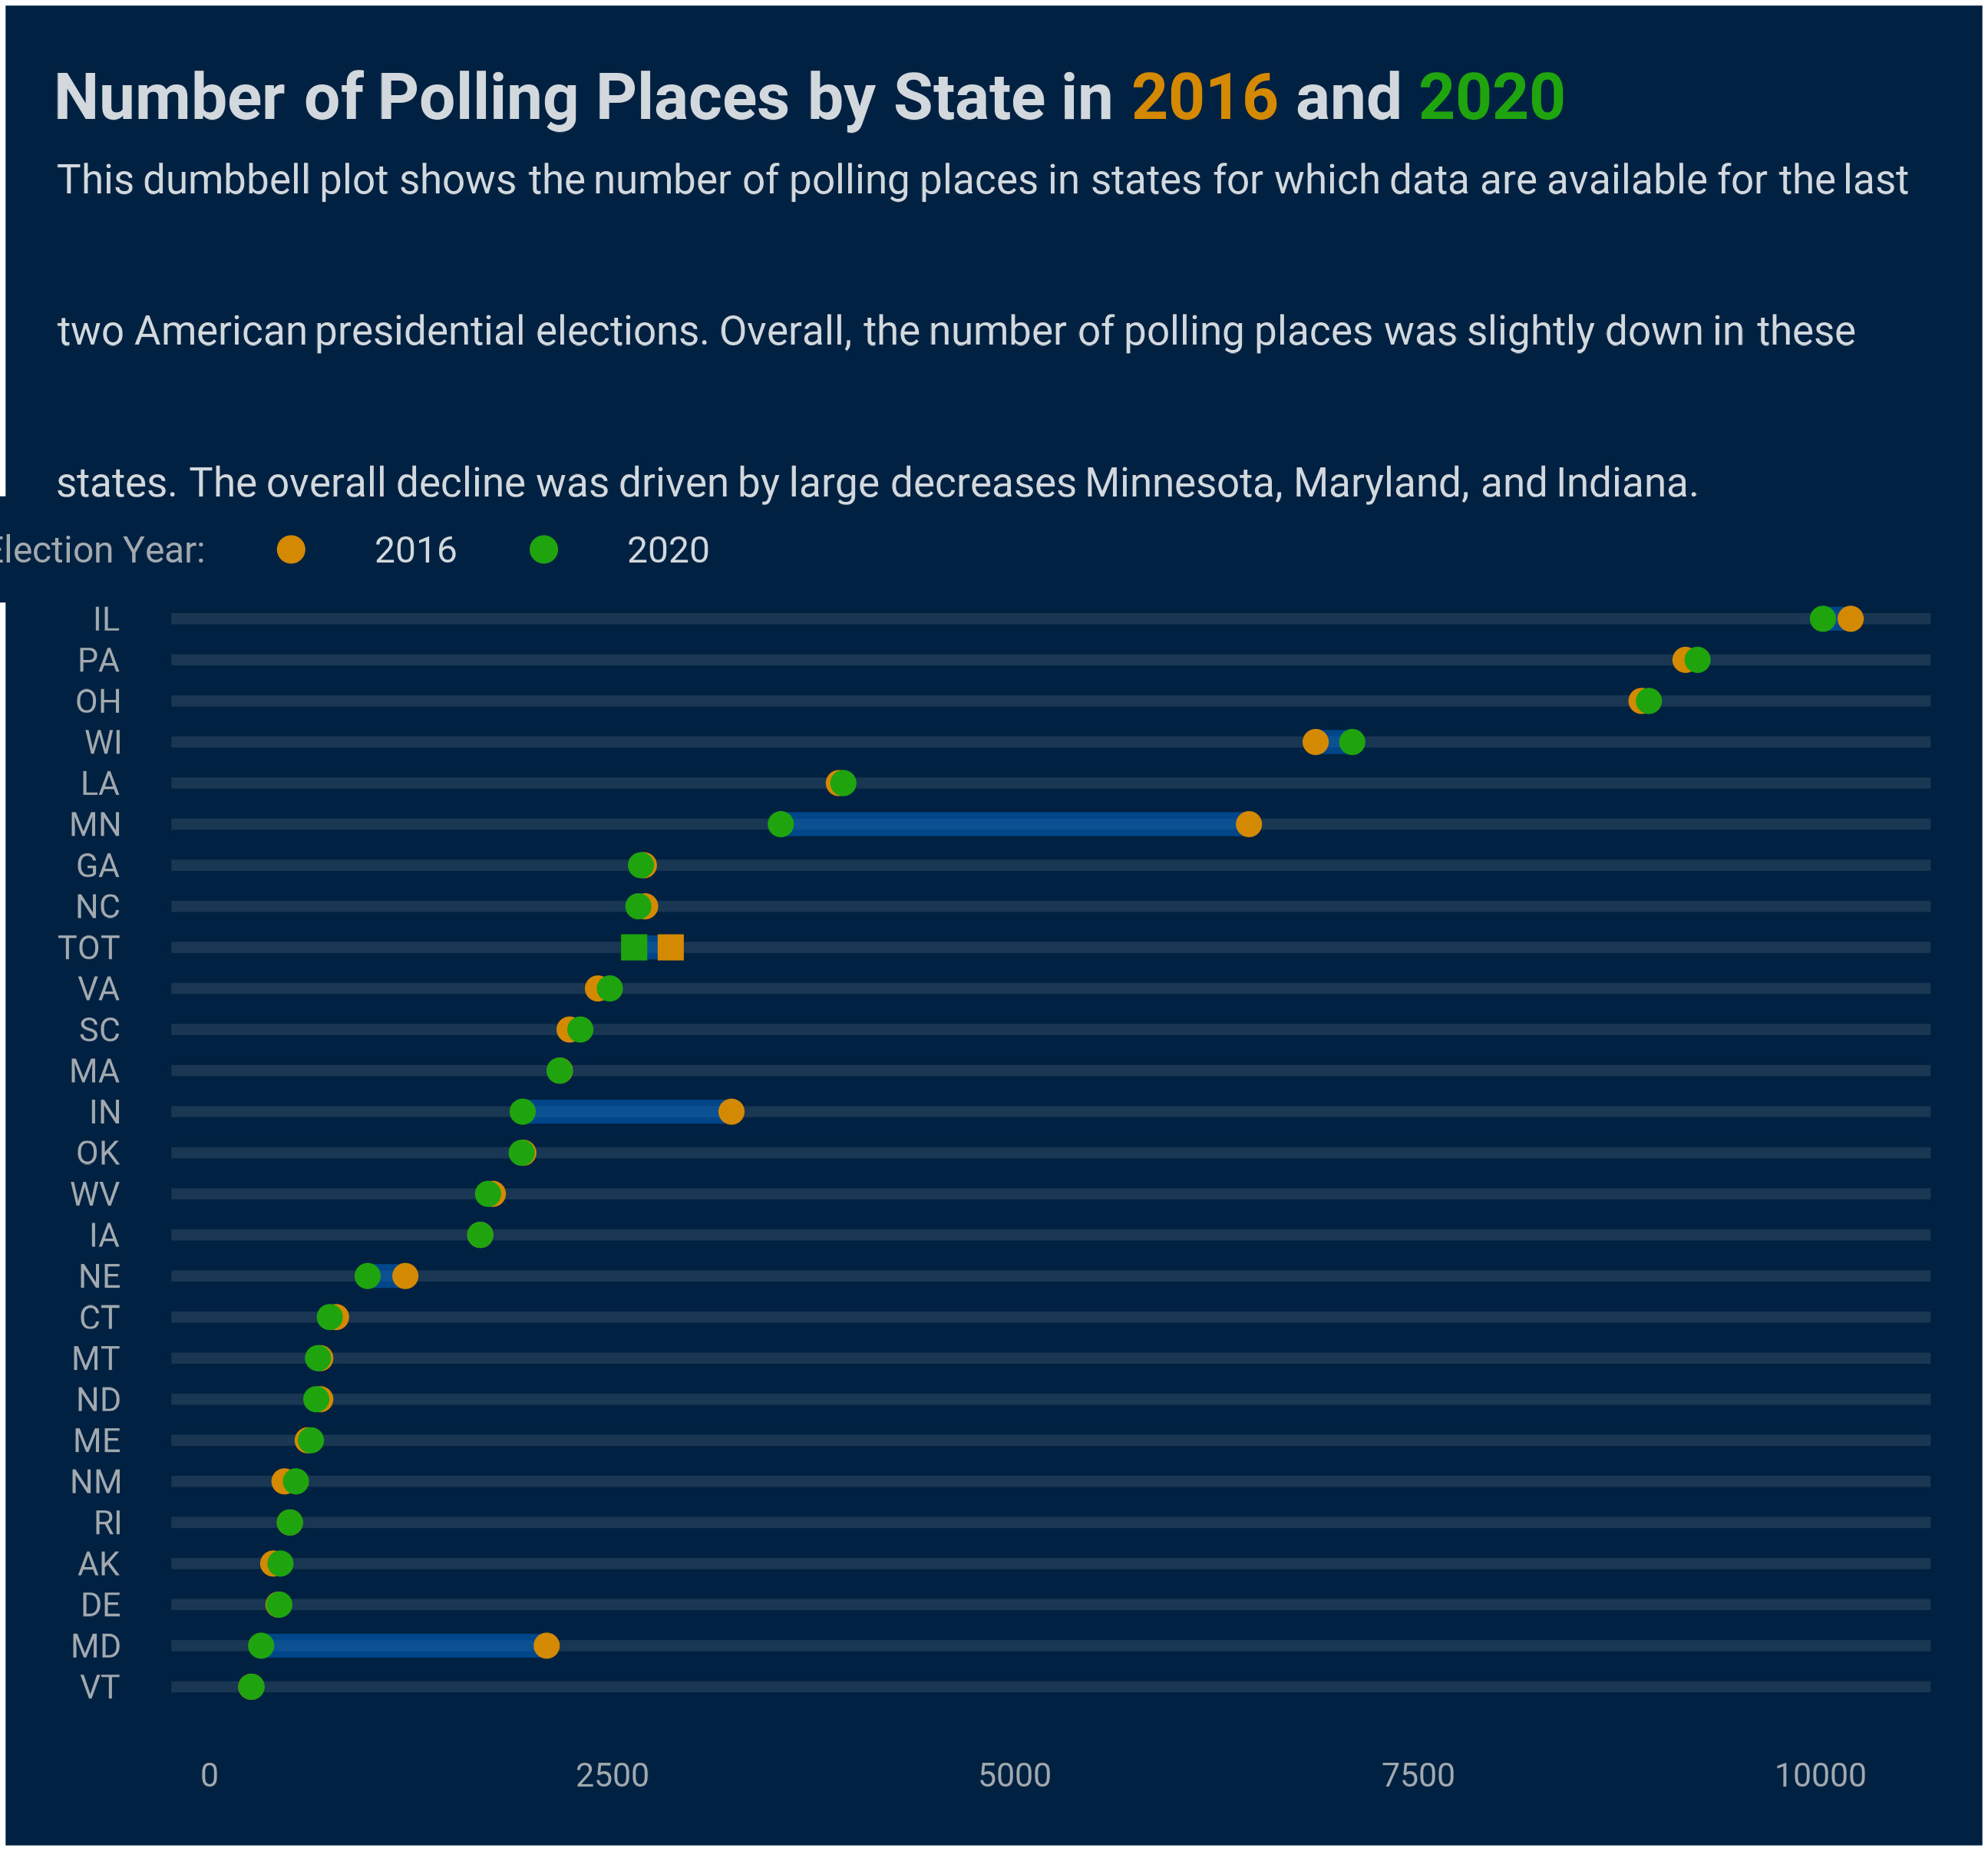 Number of Polling Places by State in 2016 and 2020
This dumbbell plot shows the number of polling places in states for which data are available for the last
two American presidential elections. Overall, the number of polling places was slightly down in these
states. The overall decline was driven by large decreases Minnesota, Maryland, and Indiana.
Election Year: 2016 2020
IL
PA
OH
WI
LA
MN
GA
NC
TOT
VA
SC
MA
IN
OK
WV
IA
NE
CT
MT
ND
ME
NM
RI
AK
DE
MD
VT
0 2500 5000 7500 10000